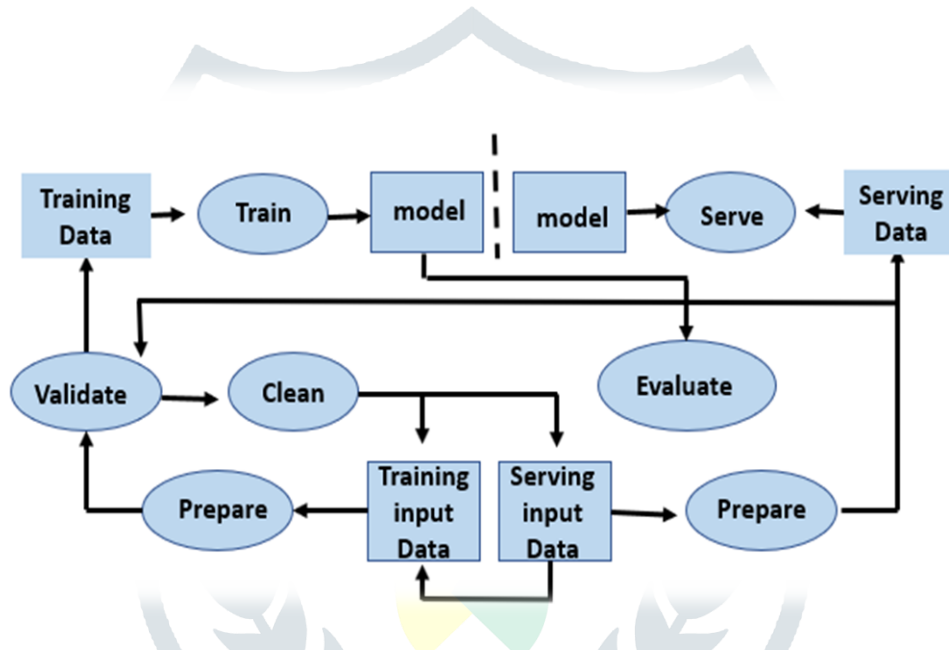 Training
Data
Train
model
model
Serve
Serving
Data
Validate
Clean
Evaluate
Prepare
Training
input
Data
Serving
input
Data
Prepare